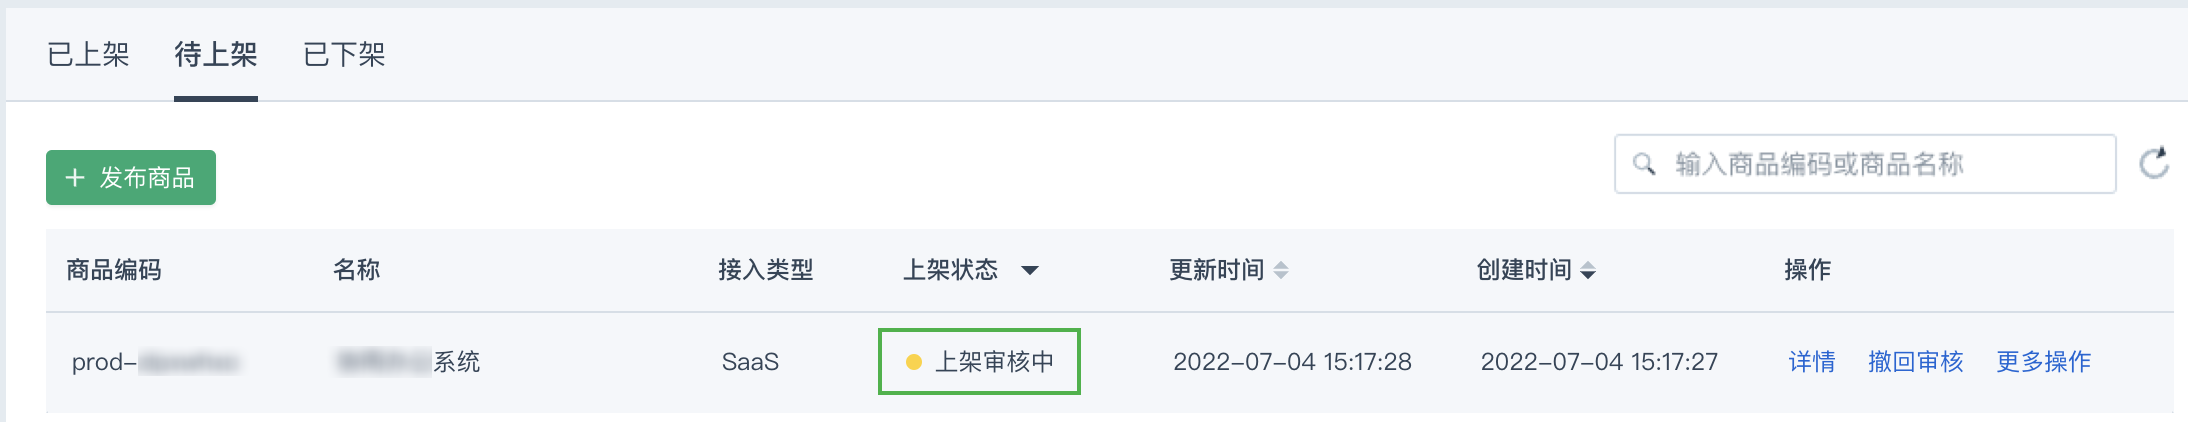 已上架 待上架 已下架
+ 发布商品 输入商品编码或商品名称
商品编码 名称 接入类型 上架状态 更新时间 创建时间 操作
prod- 系统 SaaS 上架审核中 2022-07-04 15:17:28 2022-07-04 15:17:27 详情 撤回审核 更多操作